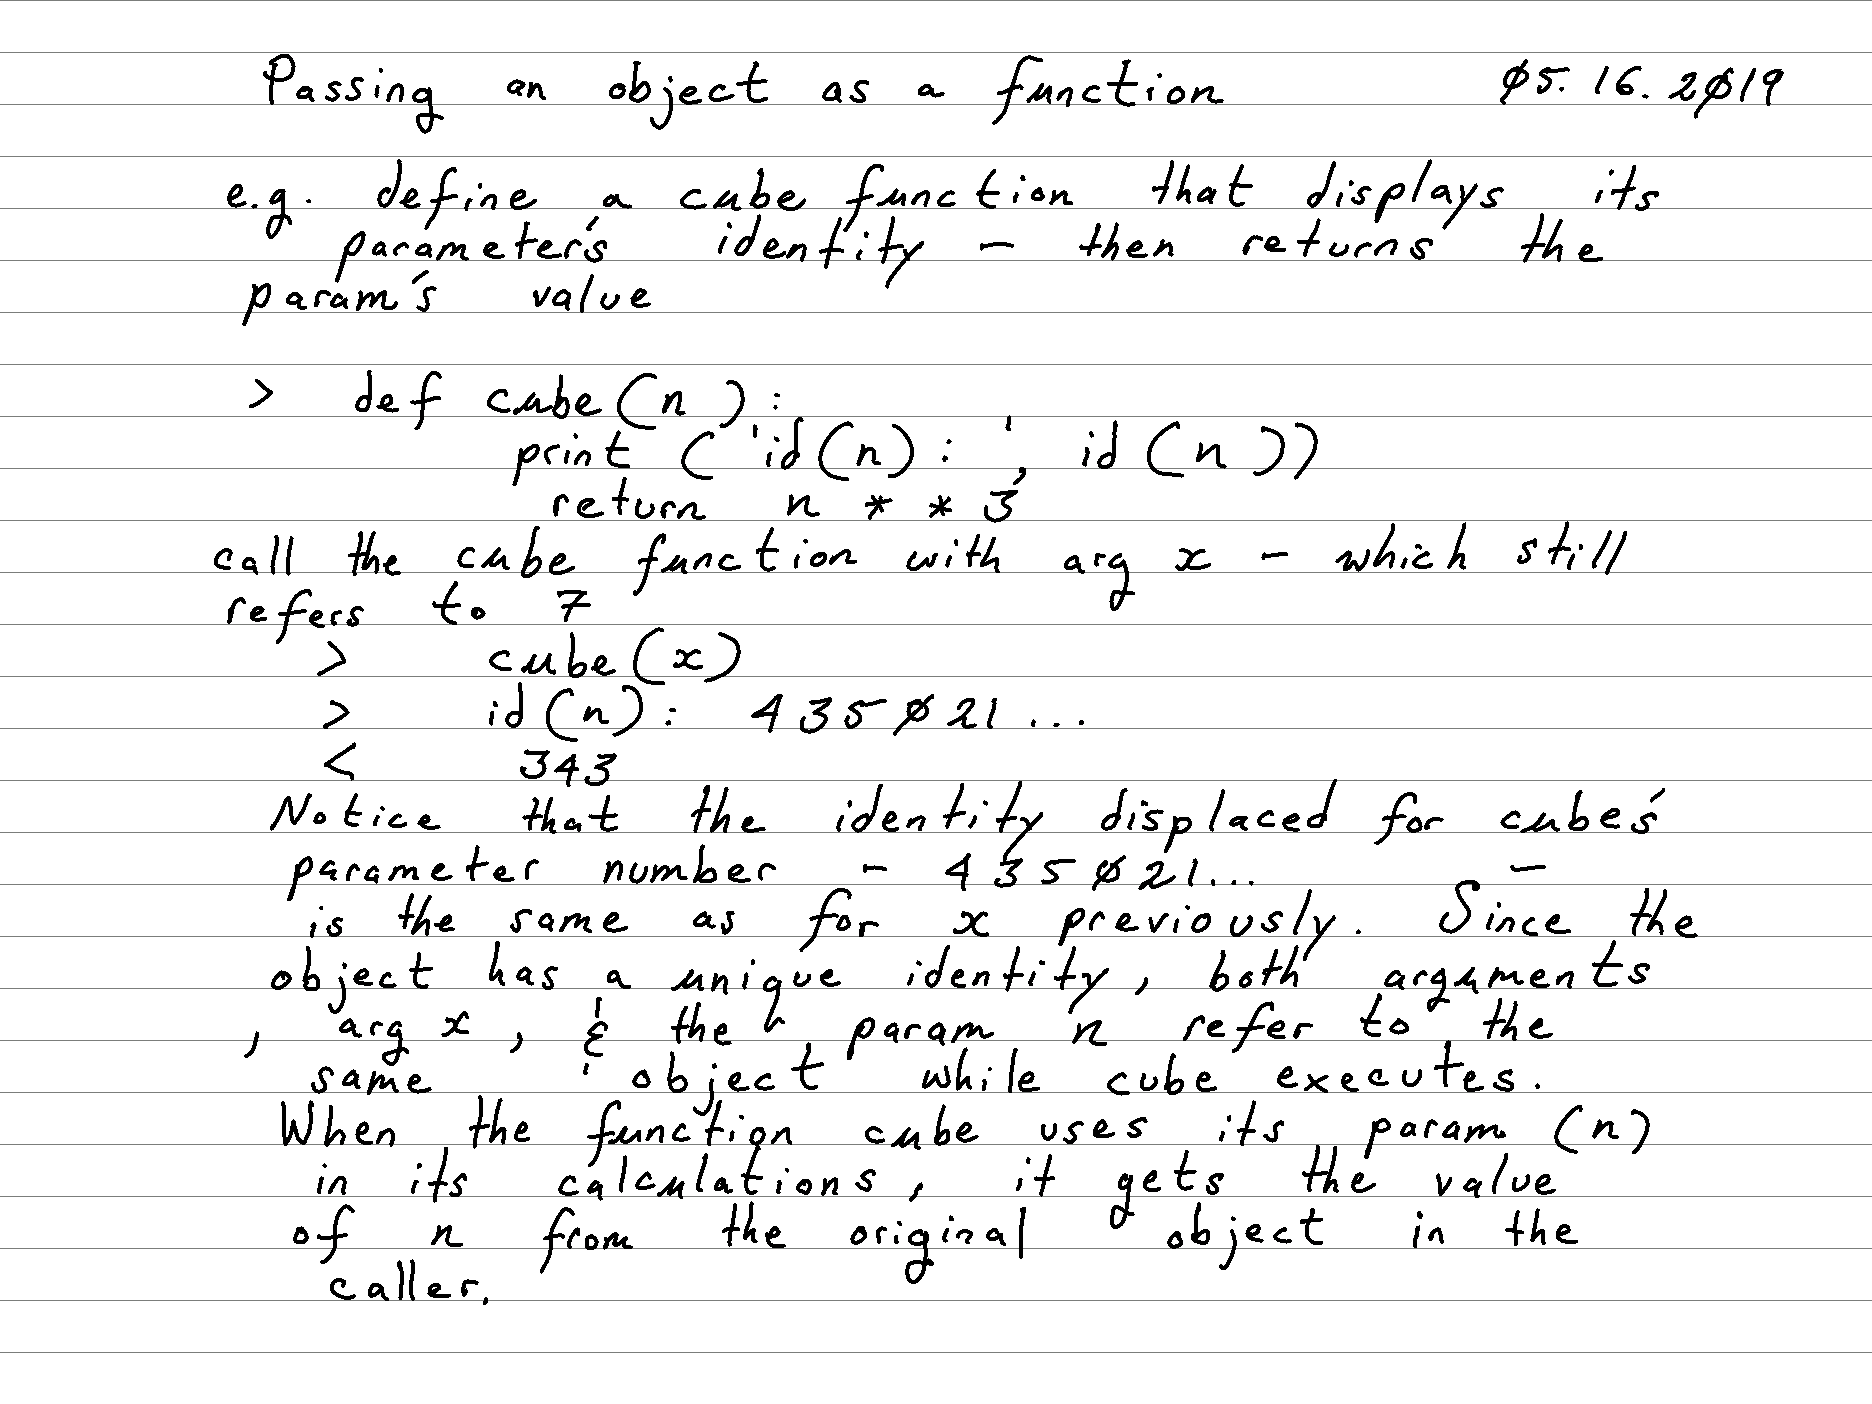 Passing an object as a function 05.16.2019
e.g. define a cube function that displays its
parameter's identity - then returns the
param's value
> def cube(n):
print ('id(n): ', id(n))
return n * * 3
call the cube function with arg x - which still
refers to 7
> cube(x)
> id(n): 435021...
< 343
Notice that the identity displaced for cube's
parameter number - 435021... -
is the same as for x previously. Since the
object has a unique identity, both arguments
, arg x, & the param n refer to the
same object while cube executes.
When the function cube uses its param (n)
in its calculations, it gets the value
of n from the original object in the
caller.